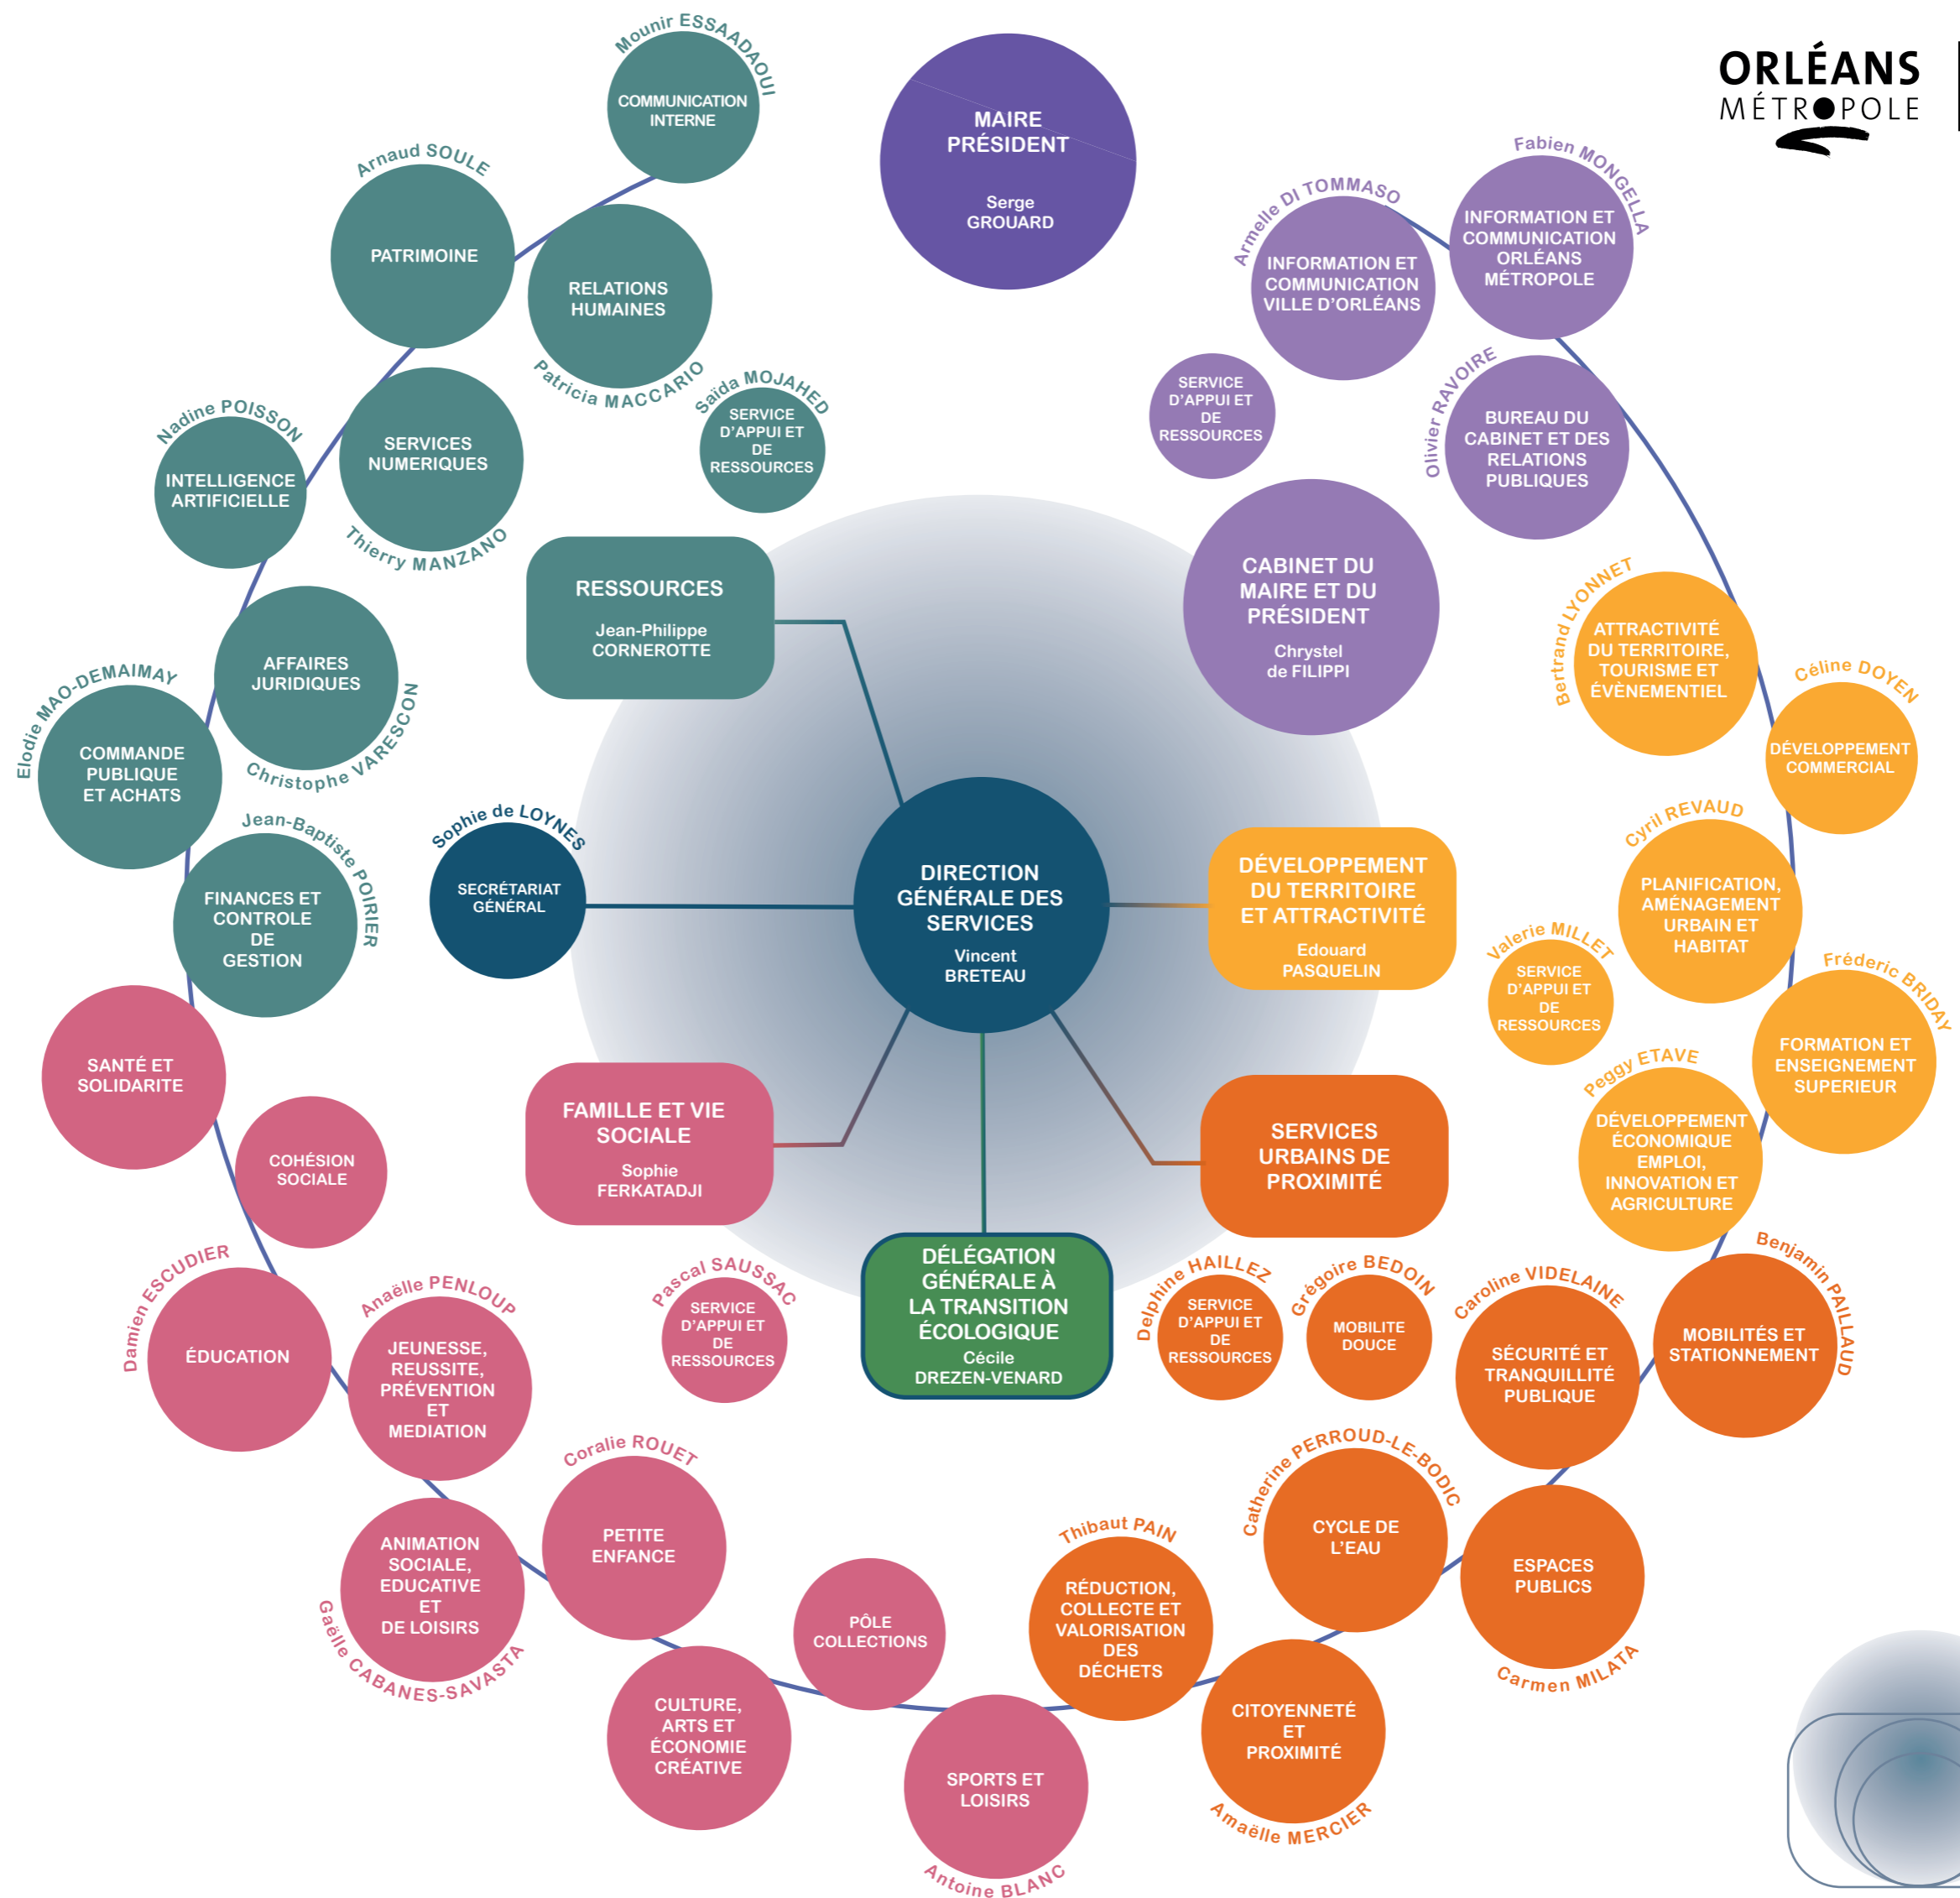 ORLÉANS
MÉTROPOLE
MAIRE
PRÉSIDENT
Serge
GROUARD
Mounir ESSAADAOUI
COMMUNICATION
INTERNE
Arnaud SOULE
PATRIMOINE
RELATIONS
HUMAINES
Patricia MACCARIO
Saïda MOJAHED
SERVICE
D'APPUI ET
DE
RESSOURCES
SERVICES
NUMERIQUES
Thierry MANZANO
Nadine POISSON
INTELLIGENCE
ARTIFICIELLE
AFFAIRES
JURIDIQUES
Christophe VARESCON
Elodie MAO-DEMAIMAY
COMMANDE
PUBLIQUE
ET ACHATS
Jean-Baptiste POIRIER
FINANCES ET
CONTROLE
DE
GESTION
RESSOURCES
Jean-Philippe
CORNEROTTE
Armelle DI TOMMASO
INFORMATION ET
COMMUNICATION
VILLE D'ORLÉANS
Fabien MONGELLA
INFORMATION ET
COMMUNICATION
ORLÉANS
MÉTROPOLE
SERVICE
D'APPUI ET
DE
RESSOURCES
Olivier RAVOIRE
BUREAU DU
CABINET ET DES
RELATIONS
PUBLIQUES
CABINET DU
MAIRE ET DU
PRÉSIDENT
Chrystel
de FILIPPI
Sophie de LOYNES
SECRÉTARIAT
GÉNÉRAL
DIRECTION
GÉNÉRALE DES
SERVICES
Vincent
BRETEAU
DÉVELOPPEMENT
DU TERRITOIRE
ET ATTRACTIVITÉ
Edouard
PASQUELIN
Bertrand LYONNET
ATTRACTIVITÉ
DU TERRITOIRE,
TOURISME ET
ÉVÈNEMENTIEL
Céline DOYEN
DÉVELOPPEMENT
COMMERCIAL
Cyril REVAUD
PLANIFICATION,
AMÉNAGEMENT
URBAIN ET
HABITAT
Valerie MILLET
SERVICE
D'APPUI ET
DE
RESSOURCES
Fréderic BRIDAY
FORMATION ET
ENSEIGNEMENT
SUPERIEUR
Peggy ETAVE
DÉVELOPPEMENT
ÉCONOMIQUE
EMPLOI,
INNOVATION ET
AGRICULTURE
FAMILLE ET VIE
SOCIALE
Sophie
FERKATADJI
SERVICES
URBAINS DE
PROXIMITÉ
DÉLÉGATION
GÉNÉRALE À
LA TRANSITION
ÉCOLOGIQUE
Cécile
DREZEN-VENARD
SANTÉ ET
SOLIDARITE
COHÉSION
SOCIALE
Damien ESCUDIER
ÉDUCATION
Anaëlle PENLOUP
JEUNESSE,
REUSSITE,
PRÉVENTION
ET
MEDIATION
Pascal SAUSSAC
SERVICE
D'APPUI ET
DE
RESSOURCES
ANIMATION
SOCIALE,
EDUCATIVE
ET
DE LOISIRS
Gaëlle CABANES-SAVASTA
Coralie ROUET
PETITE
ENFANCE
CULTURE,
ARTS ET
ÉCONOMIE
CRÉATIVE
PÔLE
COLLECTIONS
SPORTS ET
LOISIRS
Antoine BLANC
Delphine HAILLEZ
SERVICE
D'APPUI ET
DE
RESSOURCES
Grégoire BEDOIN
MOBILITE
DOUCE
Caroline VIDELAINE
SÉCURITÉ ET
TRANQUILLITÉ
PUBLIQUE
Benjamin PAILLAUD
MOBILITÉS ET
STATIONNEMENT
Catherine PERROUD-LE-BODIC
CYCLE DE
L'EAU
ESPACES
PUBLICS
Carmen MILATA
Thibaut PAIN
RÉDUCTION,
COLLECTE ET
VALORISATION
DES
DÉCHETS
CITOYENNETÉ
ET
PROXIMITÉ
Amaëlle MERCIER